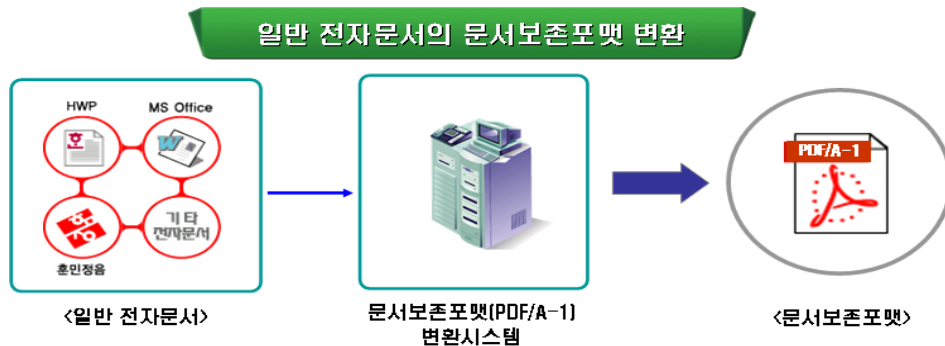 일반 전자문서의 문서보존포맷 변환
HWP
MS Office
호
W
훈
기타
전자문서
훈민정음
<일반 전자문서>
문서보존포맷(PDF/A-1)
변환시스템
PDF/A-1
<문서보존포맷>